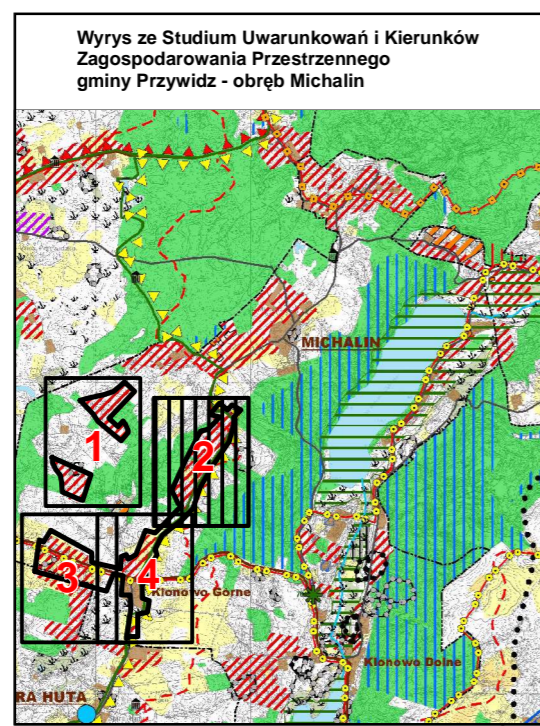 Wyrys ze Studium Uwarunkowań i Kierunków
Zagospodarowania Przestrzennego
gminy Przywidz - obręb Michalin
MICHALIN
1
2
3
4
Klonowo Górne
Klonowo Dolne
RA HUTA